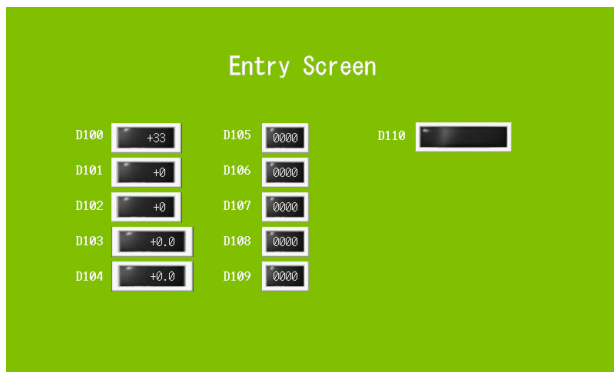 Entry Screen
D100 +33 D105 0000 D110
D101 +0 D106 0000
D102 +0 D107 0000
D103 +0.0 D108 0000
D104 +0.0 D109 0000